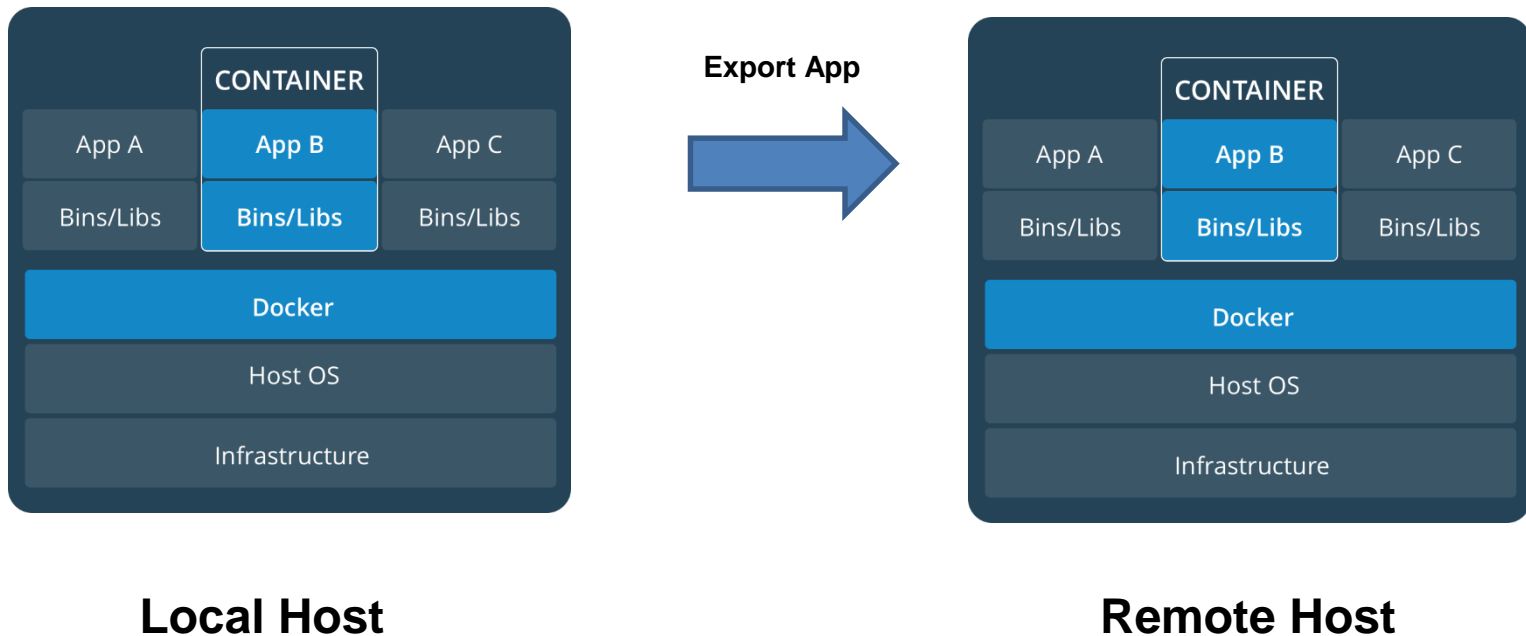 CONTAINER
App A
App B
App C
Bins/Libs
Bins/Libs
Bins/Libs
Docker
Host OS
Infrastructure
Local Host
Export App
CONTAINER
App A
App B
App C
Bins/Libs
Bins/Libs
Bins/Libs
Docker
Host OS
Infrastructure
Remote Host